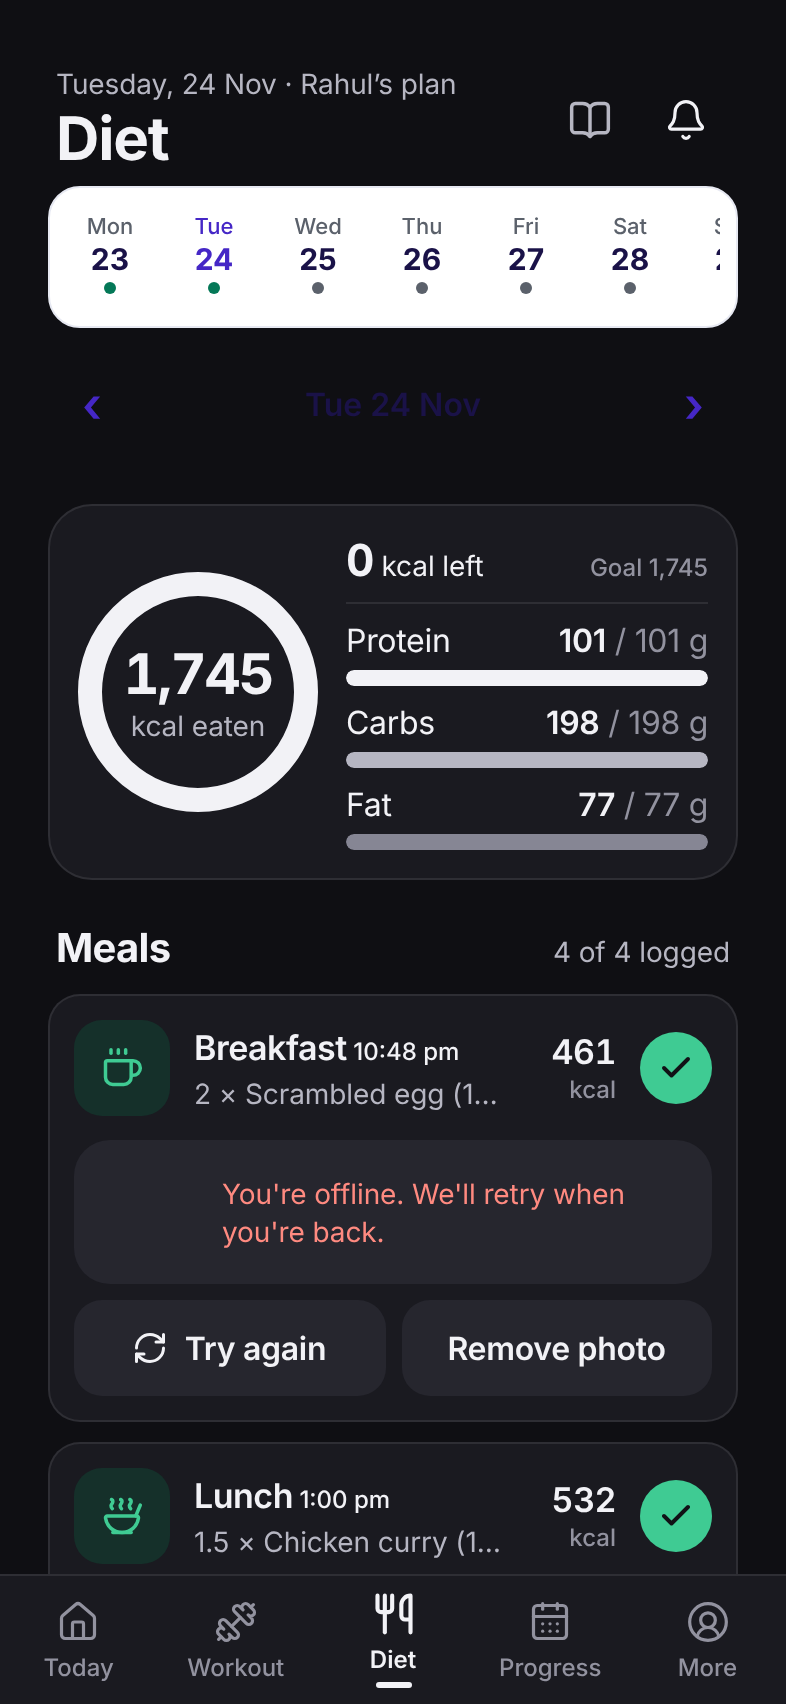 Tuesday, 24 Nov · Rahul’s plan
Diet
Mon Tue Wed Thu Fri Sat
23 24 25 26 27 28
‹ Tue 24 Nov ›
0 kcal left Goal 1,745
1,745
kcal eaten
Protein 101 / 101 g
Carbs 198 / 198 g
Fat 77 / 77 g
Meals 4 of 4 logged
Breakfast 10:48 pm 461
2 × Scrambled egg (1... kcal
You're offline. We'll retry when
you're back.
Try again Remove photo
Lunch 1:00 pm 532
1.5 × Chicken curry (1... kcal
Today Workout Diet Progress More